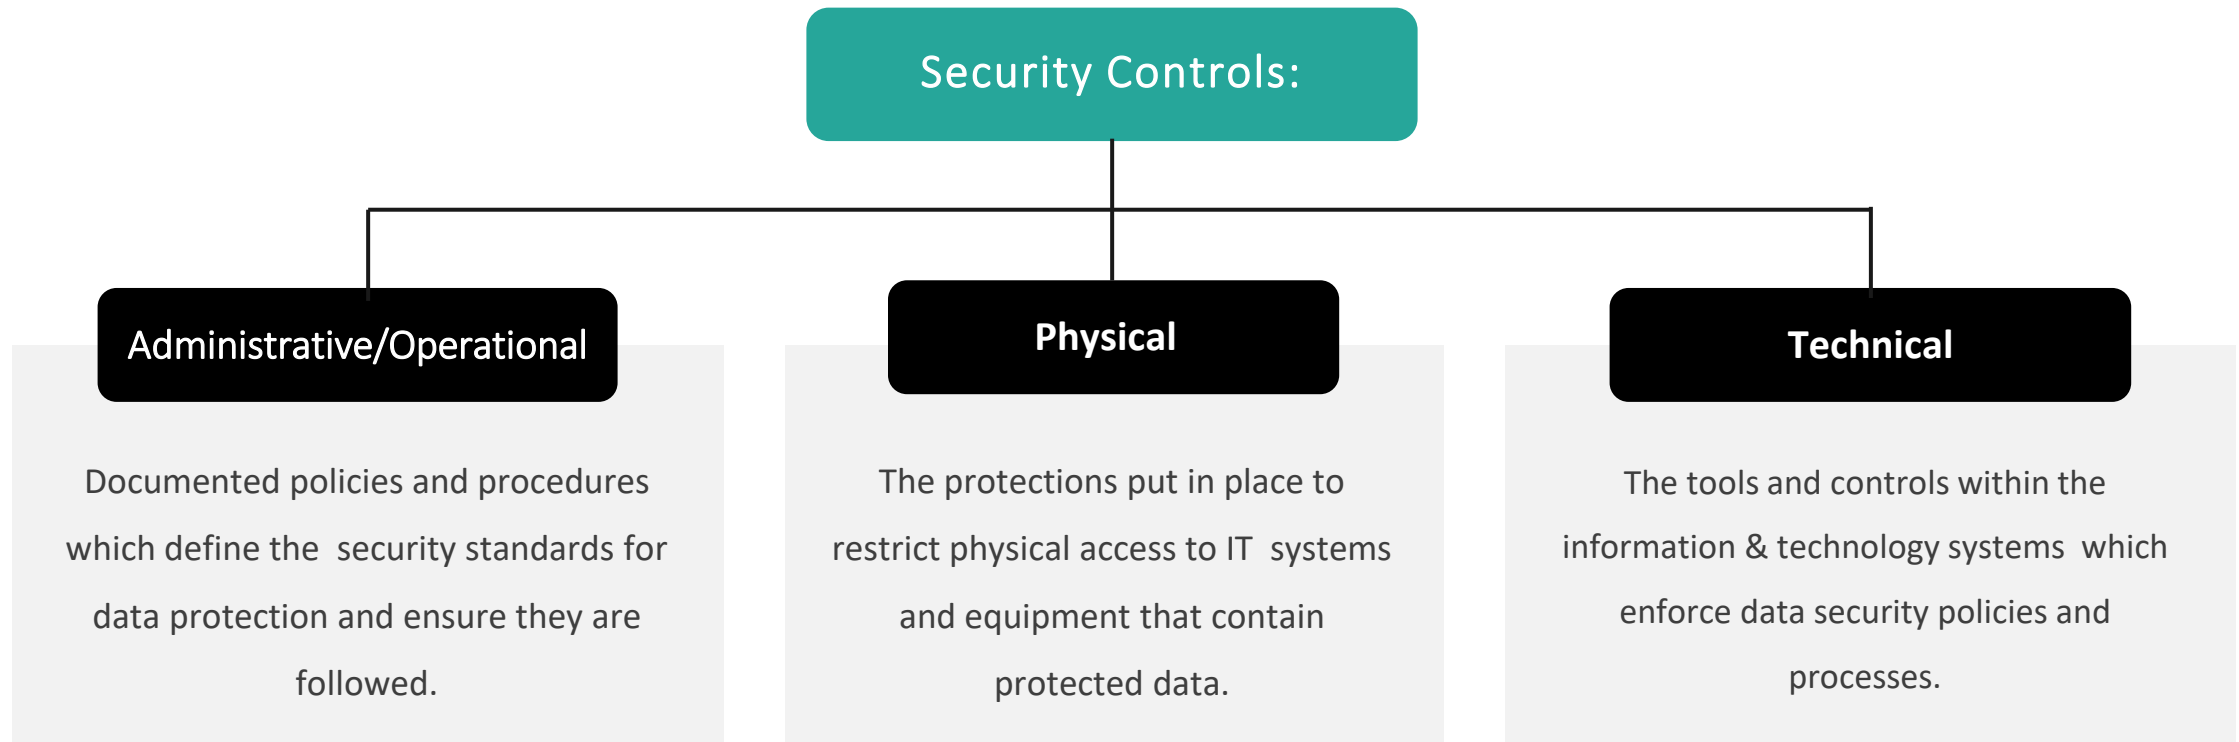 Security Controls:
Administrative/Operational
Documented policies and procedures
which define the  security standards for
data protection and ensure they are
followed.
Physical
The protections put in place to
restrict physical access to IT  systems
and equipment that contain
protected data.
Technical
The tools and controls within the
information & technology systems  which
enforce data security policies and
processes.